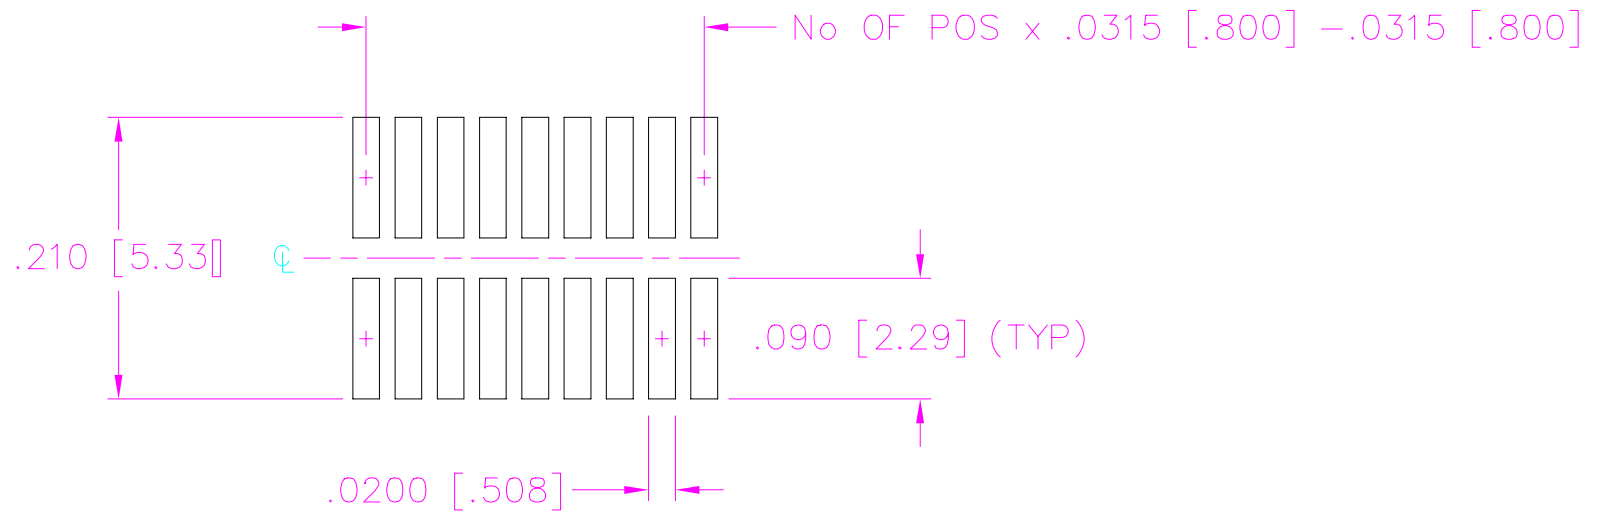 No OF POS x .0315 [.800] -.0315 [.800]
.210 [5.33]
℄
.090 [2.29] (TYP)
.0200 [.508]